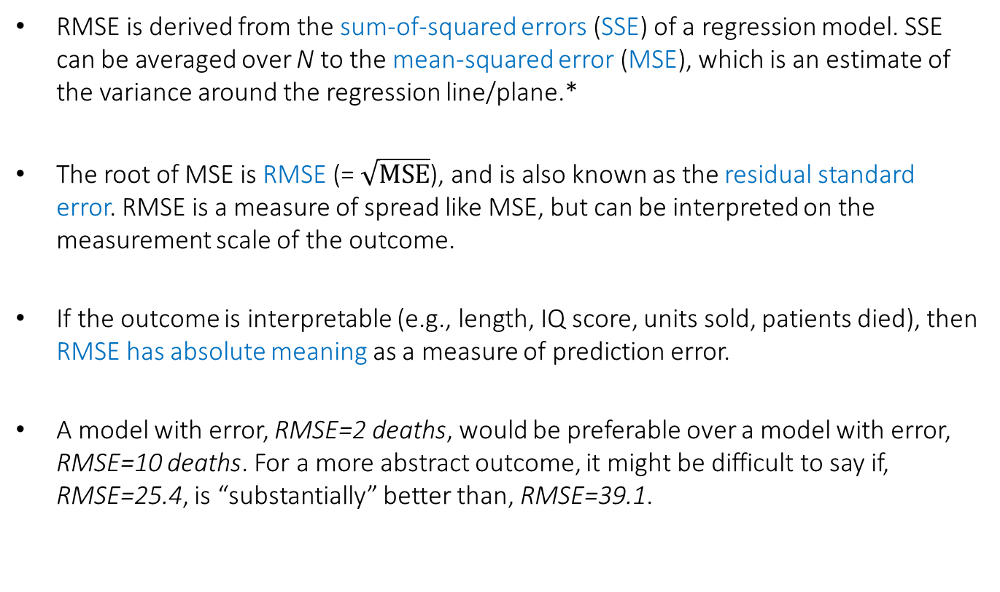 • RMSE is derived from the sum-of-squared errors (SSE) of a regression model. SSE
can be averaged over N to the mean-squared error (MSE), which is an estimate of
the variance around the regression line/plane.*
• The root of MSE is RMSE (= √MSE), and is also known as the residual standard
error. RMSE is a measure of spread like MSE, but can be interpreted on the
measurement scale of the outcome.
• If the outcome is interpretable (e.g., length, IQ score, units sold, patients died), then
RMSE has absolute meaning as a measure of prediction error.
• A model with error, RMSE=2 deaths, would be preferable over a model with error,
RMSE=10 deaths. For a more abstract outcome, it might be difficult to say if,
RMSE=25.4, is “substantially” better than, RMSE=39.1.